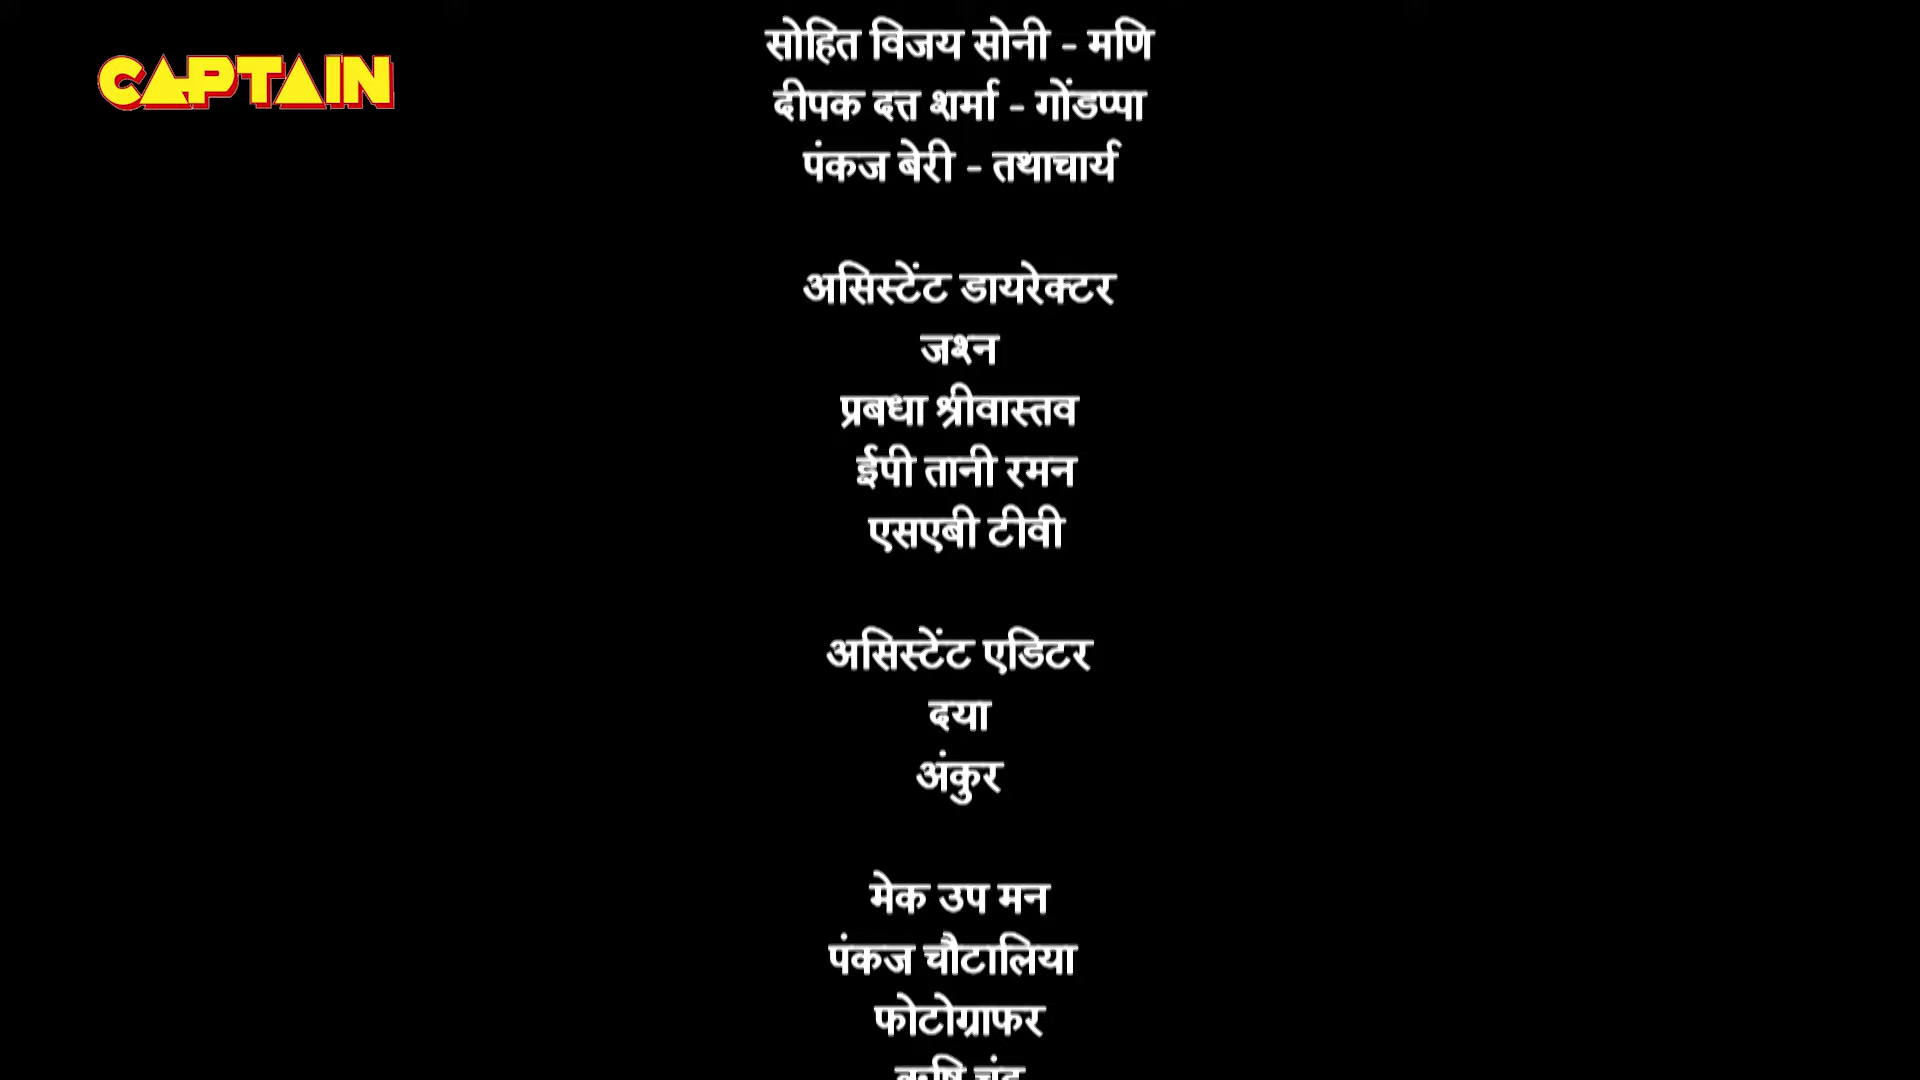 CAPTAIN
सोहित विजय सोनी - मणि
दीपक दत्त शर्मा - गोंडप्पा
पंकज बेरी - तथाचार्य
असिस्टेंट डायरेक्टर
जश्न
प्रबधा श्रीवास्तव
ईपी तानी रमन
एसएबी टीवी
असिस्टेंट एडिटर
दया
अंकुर
मेक उप मन
पंकज चौटालिया
फोटोग्राफर